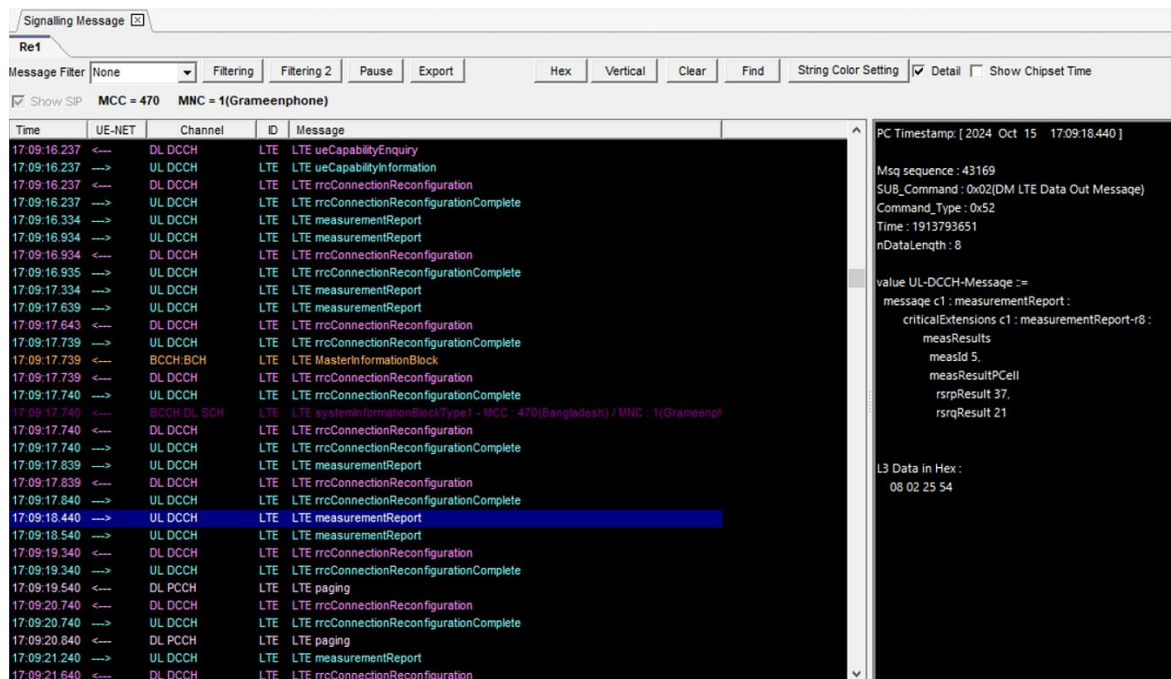 Signalling Message
Re1
Message Filter None Filtering Filtering 2 Pause Export Hex Vertical Clear Find String Color Setting Detail Show Chipset Time
Show SIP MCC = 470 MNC = 1(Grameenphone)
Time UE-NET Channel ID Message
17:09:16.237 <--- DL DCCH LTE LTE ueCapabilityEnquiry
17:09:16.237 ---> UL DCCH LTE LTE ueCapabilityInformation
17:09:16.237 <--- DL DCCH LTE LTE rrcConnectionReconfiguration
17:09:16.237 ---> UL DCCH LTE LTE rrcConnectionReconfigurationComplete
17:09:16.334 ---> UL DCCH LTE LTE measurementReport
17:09:16.934 ---> UL DCCH LTE LTE measurementReport
17:09:16.934 <--- DL DCCH LTE LTE rrcConnectionReconfiguration
17:09:16.935 ---> UL DCCH LTE LTE rrcConnectionReconfigurationComplete
17:09:17.334 ---> UL DCCH LTE LTE measurementReport
17:09:17.639 ---> UL DCCH LTE LTE measurementReport
17:09:17.643 <--- DL DCCH LTE LTE rrcConnectionReconfiguration
17:09:17.739 ---> UL DCCH LTE LTE rrcConnectionReconfigurationComplete
17:09:17.739 <--- BCCH:BCH LTE LTE MasterInformationBlock
17:09:17.739 <--- DL DCCH LTE LTE rrcConnectionReconfiguration
17:09:17.740 ---> UL DCCH LTE LTE rrcConnectionReconfigurationComplete
17:09:17.740 <--- BCCH:DL SCH LTE LTE systemInformationBlockType1 - MCC : 470(Bangladesh) / MNC : 1(Grameenpl
17:09:17.740 <--- DL DCCH LTE LTE rrcConnectionReconfiguration
17:09:17.740 ---> UL DCCH LTE LTE rrcConnectionReconfigurationComplete
17:09:17.839 ---> UL DCCH LTE LTE measurementReport
17:09:17.839 <--- DL DCCH LTE LTE rrcConnectionReconfiguration
17:09:17.840 ---> UL DCCH LTE LTE rrcConnectionReconfigurationComplete
17:09:18.440 ---> UL DCCH LTE LTE measurementReport
17:09:18.540 ---> UL DCCH LTE LTE measurementReport
17:09:19.340 <--- DL DCCH LTE LTE rrcConnectionReconfiguration
17:09:19.340 ---> UL DCCH LTE LTE rrcConnectionReconfigurationComplete
17:09:19.540 <--- DL PCCH LTE LTE paging
17:09:20.740 <--- DL DCCH LTE LTE rrcConnectionReconfiguration
17:09:20.740 ---> UL DCCH LTE LTE rrcConnectionReconfigurationComplete
17:09:20.840 <--- DL PCCH LTE LTE paging
17:09:21.240 ---> UL DCCH LTE LTE measurementReport
17:09:21.640 <--- DL DCCH LTE LTE rrcConnectionReconfiguration
PC Timestamp: [ 2024 Oct 15 17:09:18.440 ]
Msg sequence : 43169
SUB_Command : 0x02(DM LTE Data Out Message)
Command_Type : 0x52
Time : 1913793651
nDataLength : 8
value UL-DCCH-Message ::=
message c1 : measurementReport :
criticalExtensions c1 : measurementReport-r8 :
measResults
measId 5,
measResultPCell
rsrpResult 37,
rsrqResult 21
L3 Data in Hex :
08 02 25 54